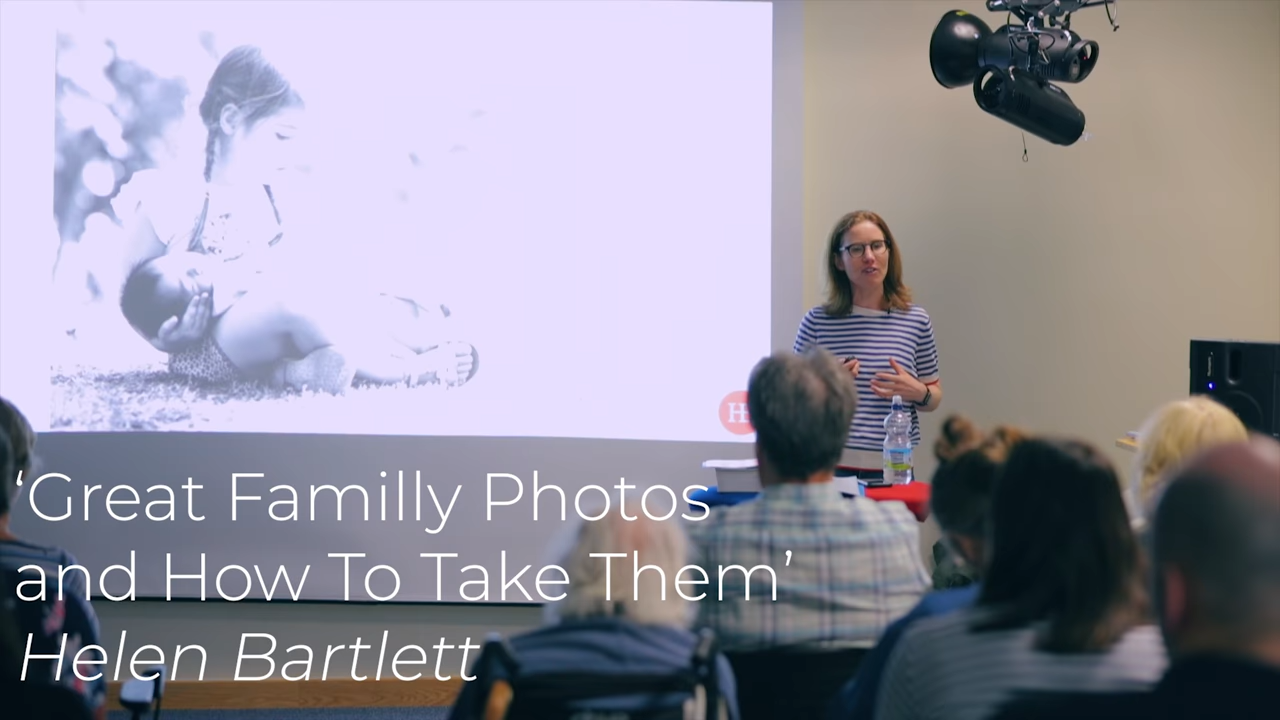 ‘Great Familly Photos
and How To Take Them’
Helen Bartlett
H